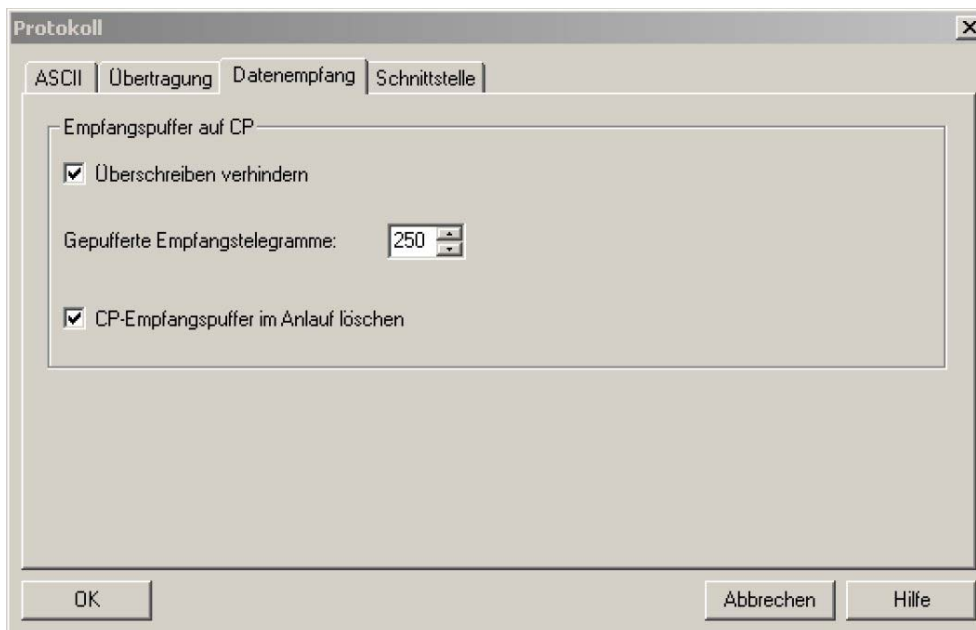 Protokoll
ASCII Übertragung Datenempfang Schnittstelle
Empfangspuffer auf CP
Überschreiben verhindern
Gepufferte Empfangstelegramme: 250
CP-Empfangspuffer im Anlauf löschen
OK Abbrechen Hilfe